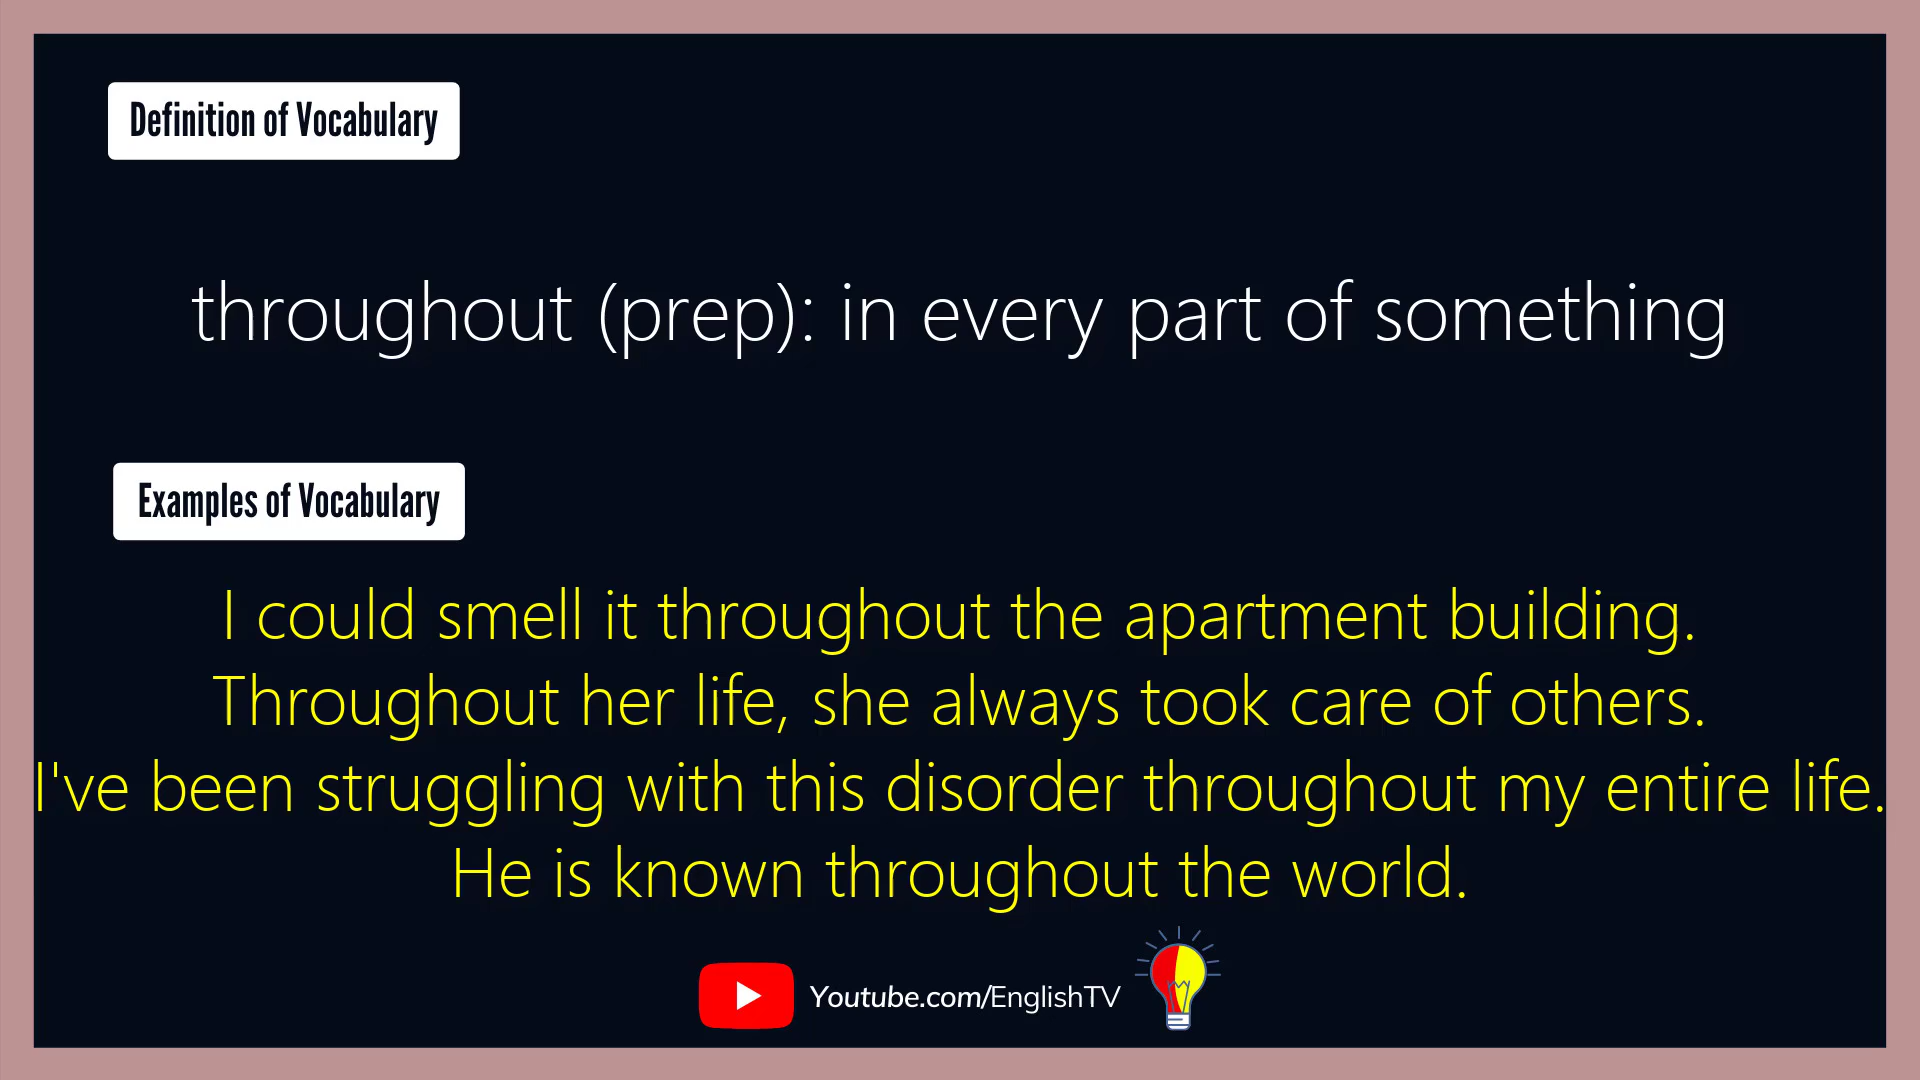 Definition of Vocabulary
throughout (prep): in every part of something
Examples of Vocabulary
I could smell it throughout the apartment building.
Throughout her life, she always took care of others.
I've been struggling with this disorder throughout my entire life.
He is known throughout the world.
Youtube.com/EnglishTV